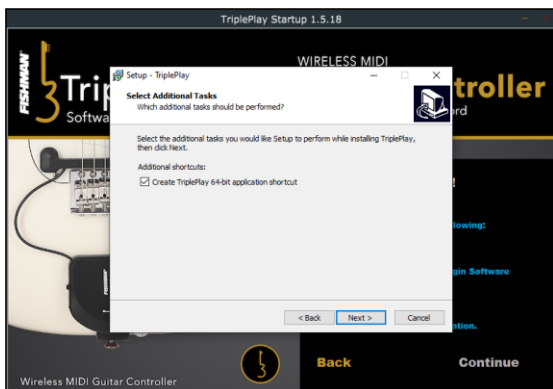 TriplePlay Startup 1.5.18
WIRELESS MIDI
FISHMAN
Trip
troller
Softwa
ord
Setup - TriplePlay
Select Additional Tasks
Which additional tasks should be performed?
Select the additional tasks you would like Setup to perform while installing TriplePlay,
then click Next.
Additional shortcuts:
Create TriplePlay 64-bit application shortcut
!
lowing:
gin Software
ntion.
< Back
Next >
Cancel
Back
Continue
Wireless MIDI Guitar Controller